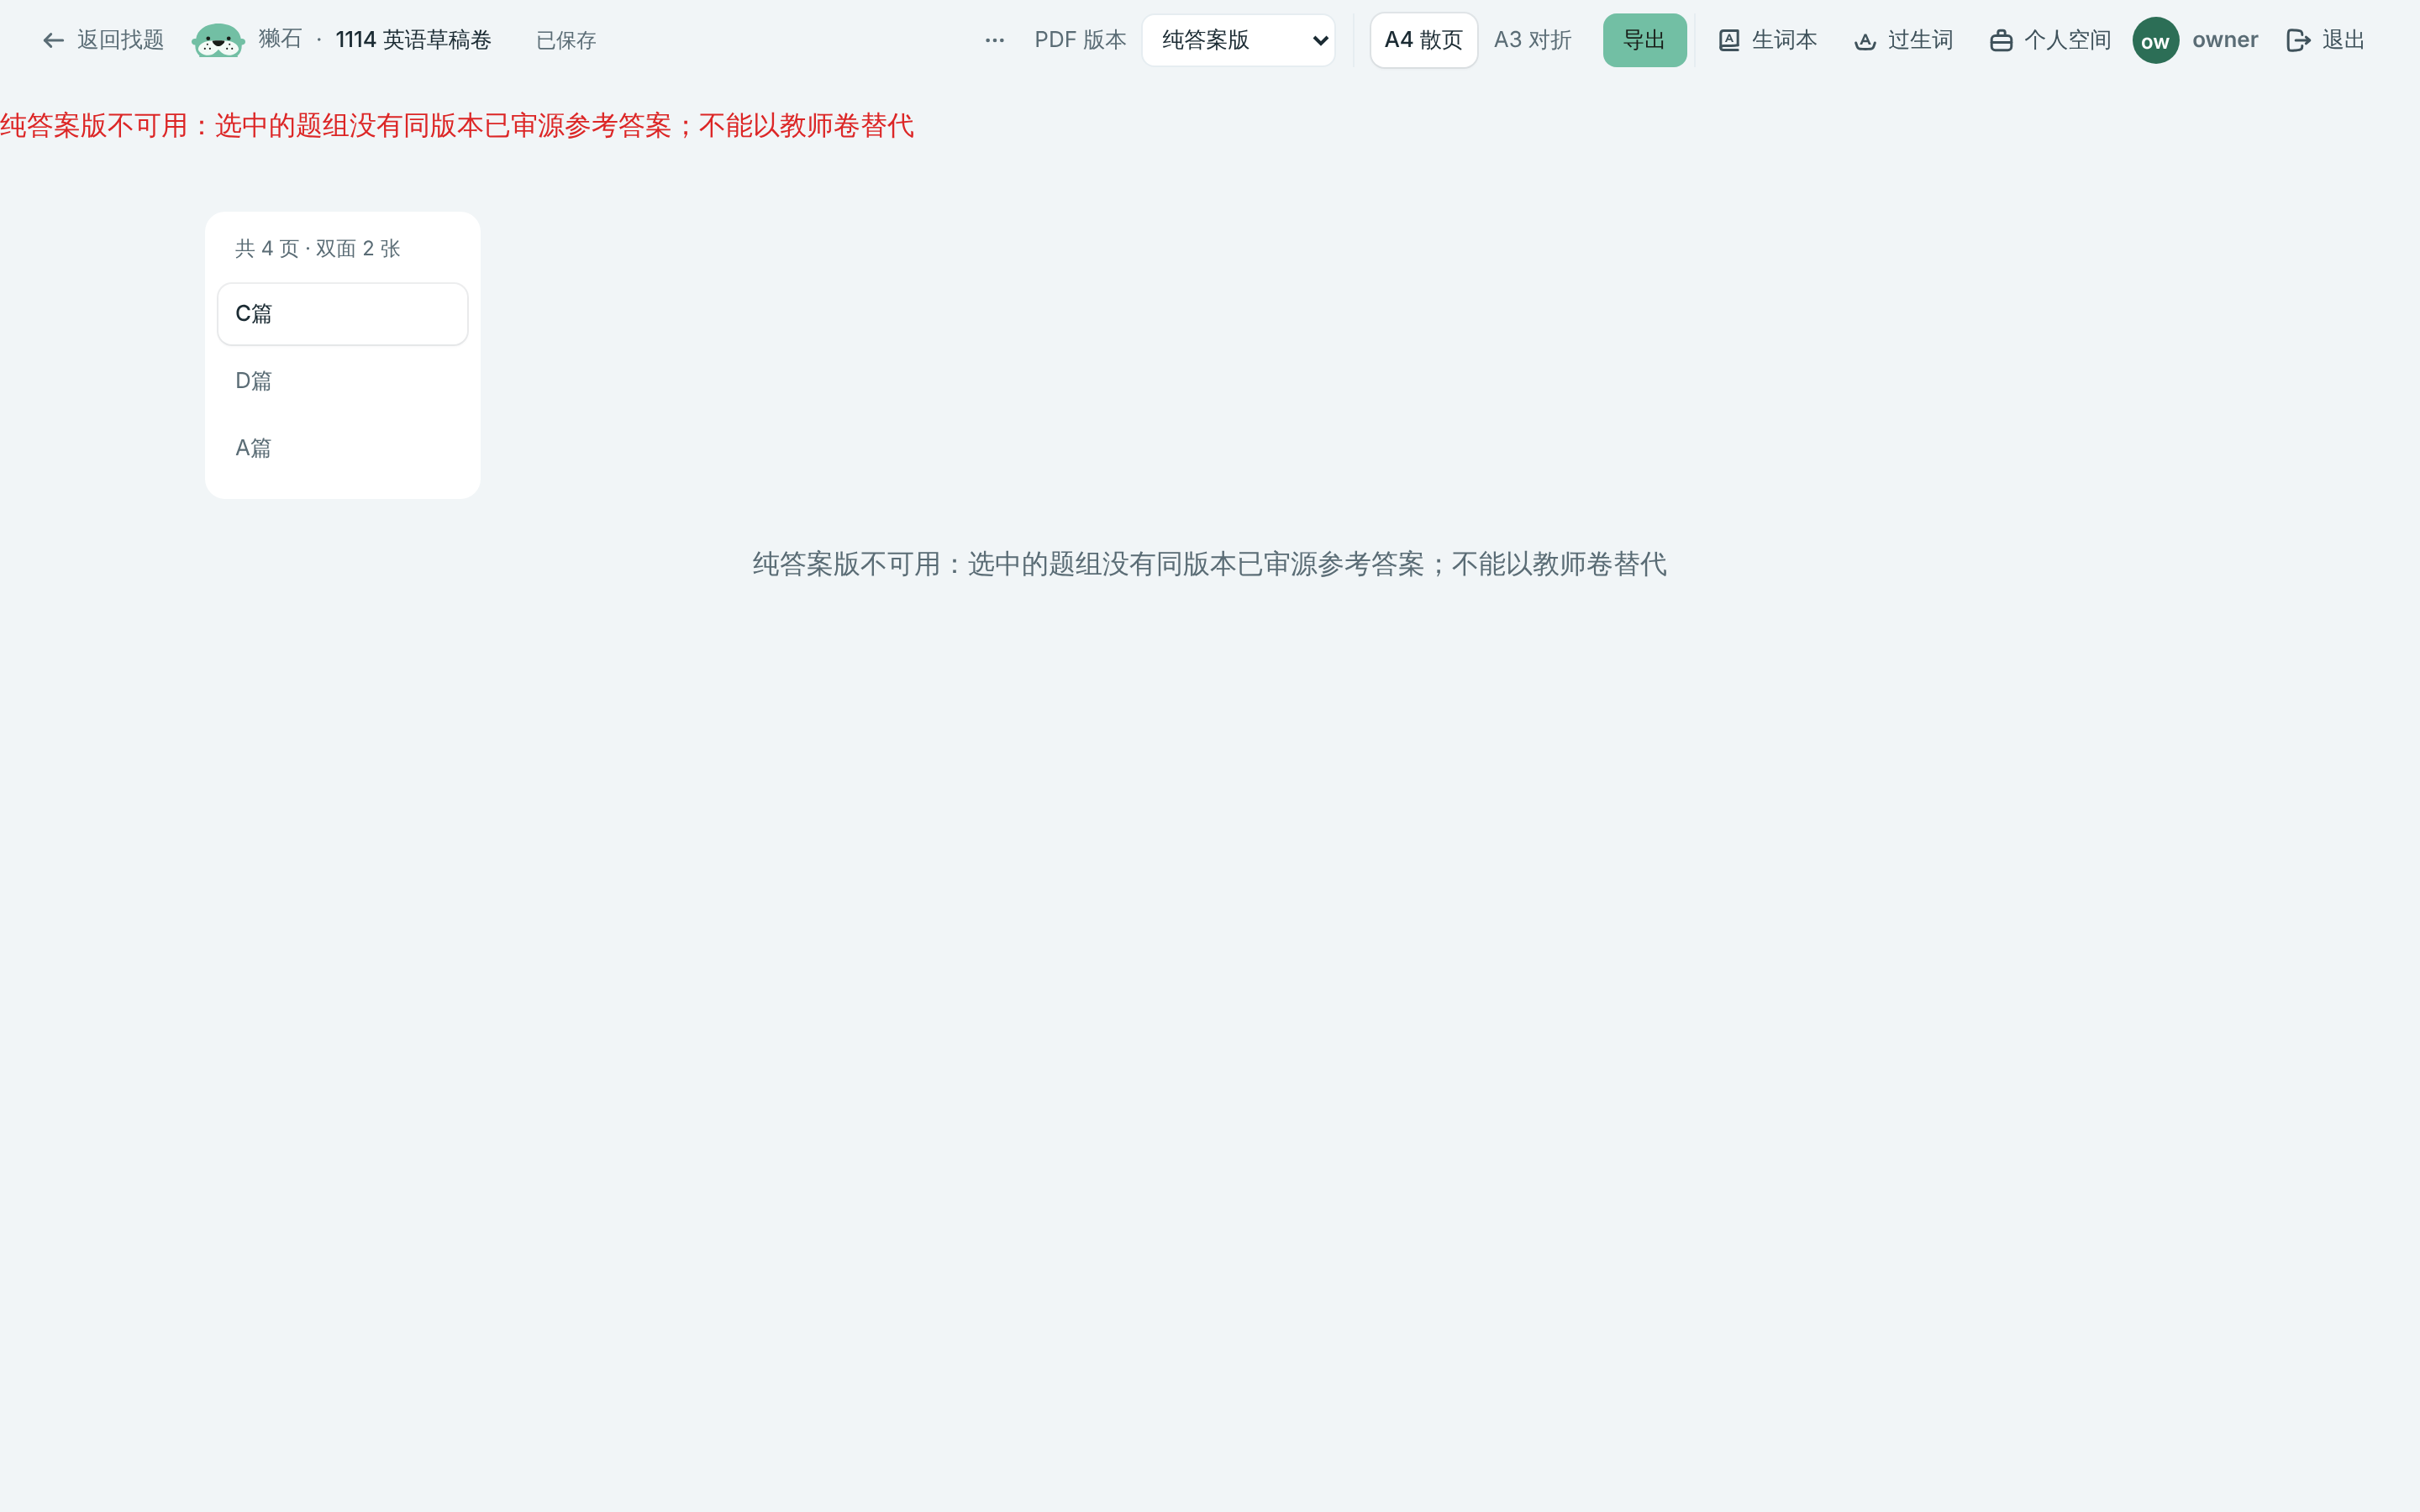 返回找题 獭石 · 1114 英语草稿卷 已保存 ··· PDF 版本 纯答案版 A4 散页 A3 对折 导出 生词本 过生词 个人空间 ow owner 退出
纯答案版不可用：选中的题组没有同版本已审源参考答案；不能以教师卷替代
共 4 页 · 双面 2 张
C篇
D篇
A篇
纯答案版不可用：选中的题组没有同版本已审源参考答案；不能以教师卷替代